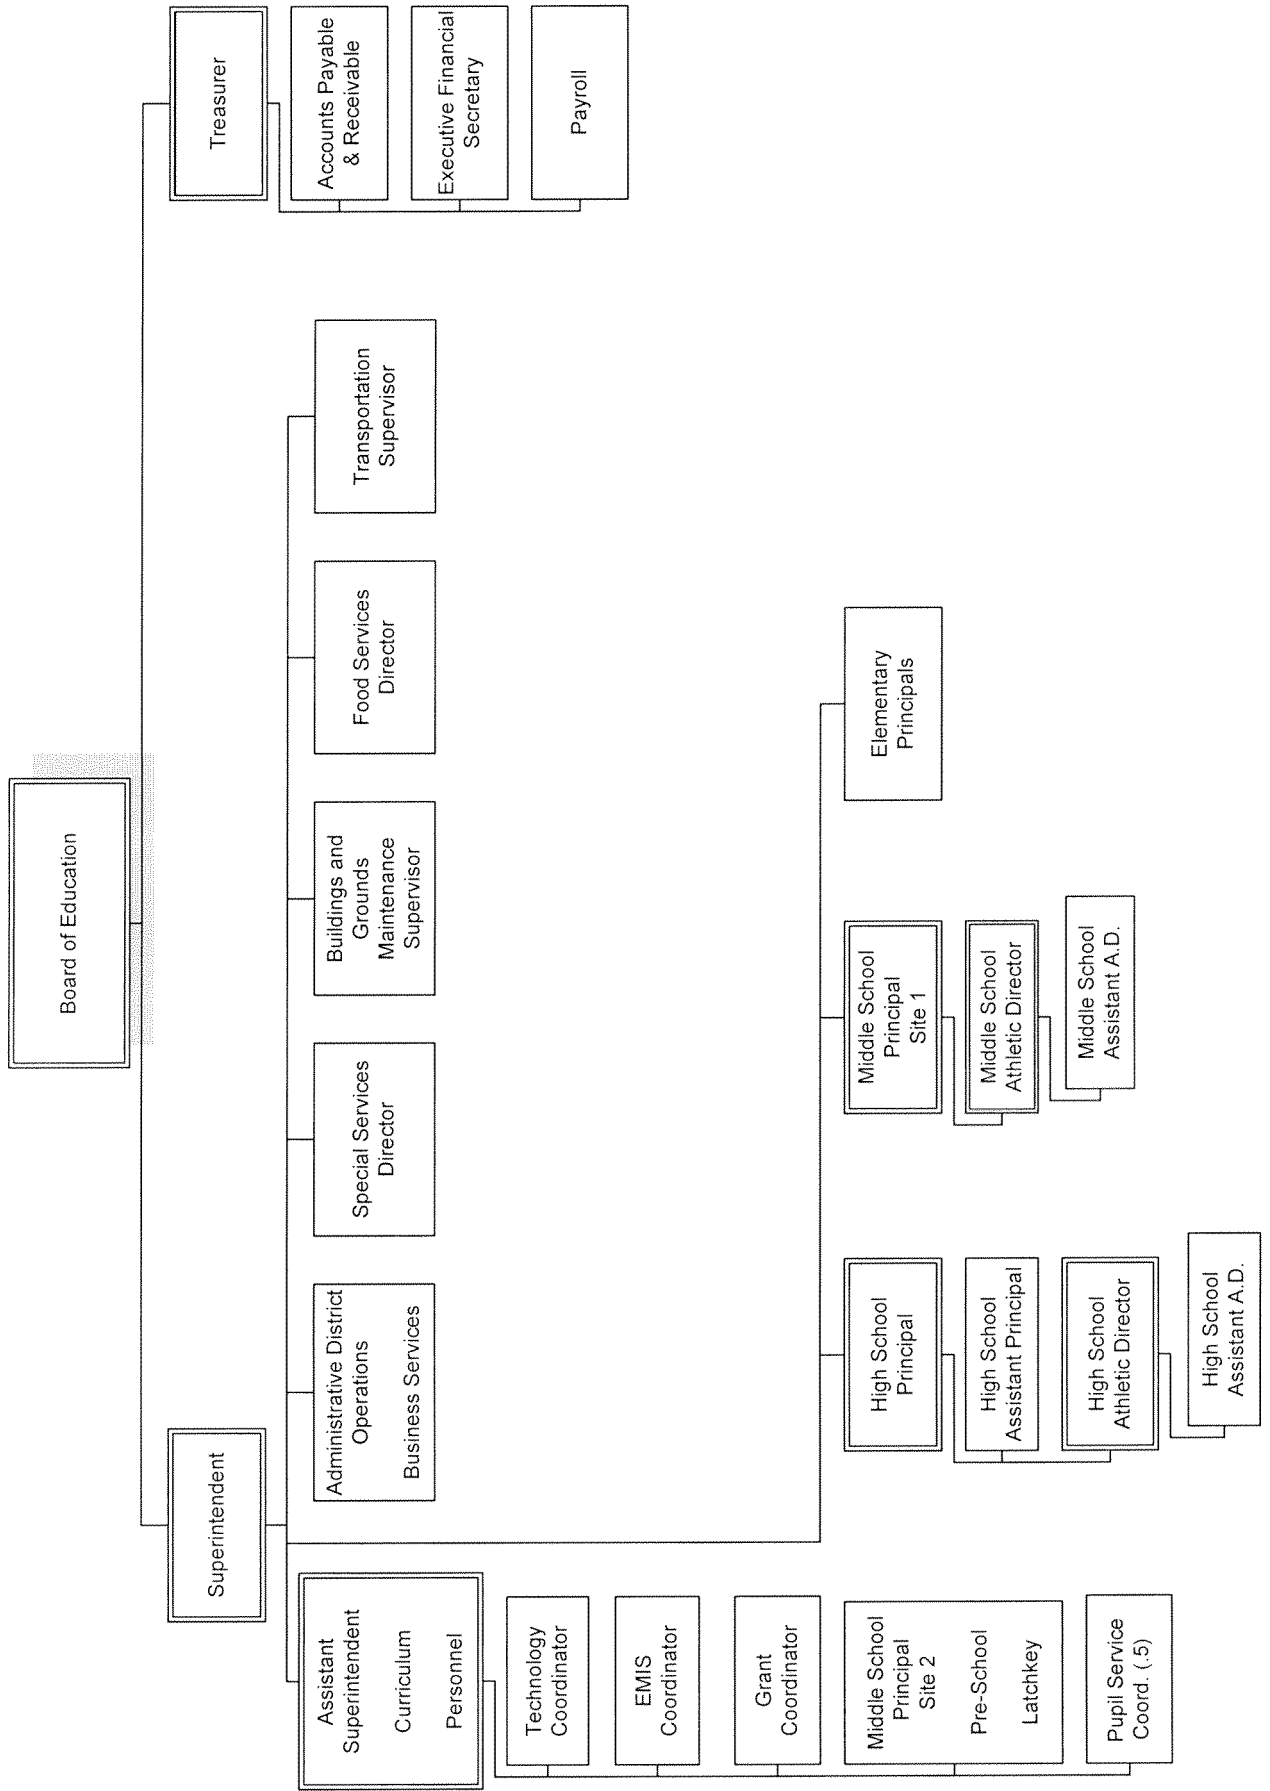 Board of Education
Superintendent
Treasurer
Accounts Payable
& Receivable
Executive Financial
Secretary
Payroll
Assistant
Superintendent
Curriculum
Personnel
Administrative District
Operations
Business Services
Special Services
Director
Buildings and
Grounds
Maintenance
Supervisor
Food Services
Director
Transportation
Supervisor
Technology
Coordinator
EMIS
Coordinator
Grant
Coordinator
Middle School
Principal
Site 2
Pre-School
Latchkey
Pupil Service
Coord. (.5)
High School
Principal
High School
Assistant Principal
High School
Athletic Director
High School
Assistant A.D.
Middle School
Principal
Site 1
Middle School
Athletic Director
Middle School
Assistant A.D.
Elementary
Principals